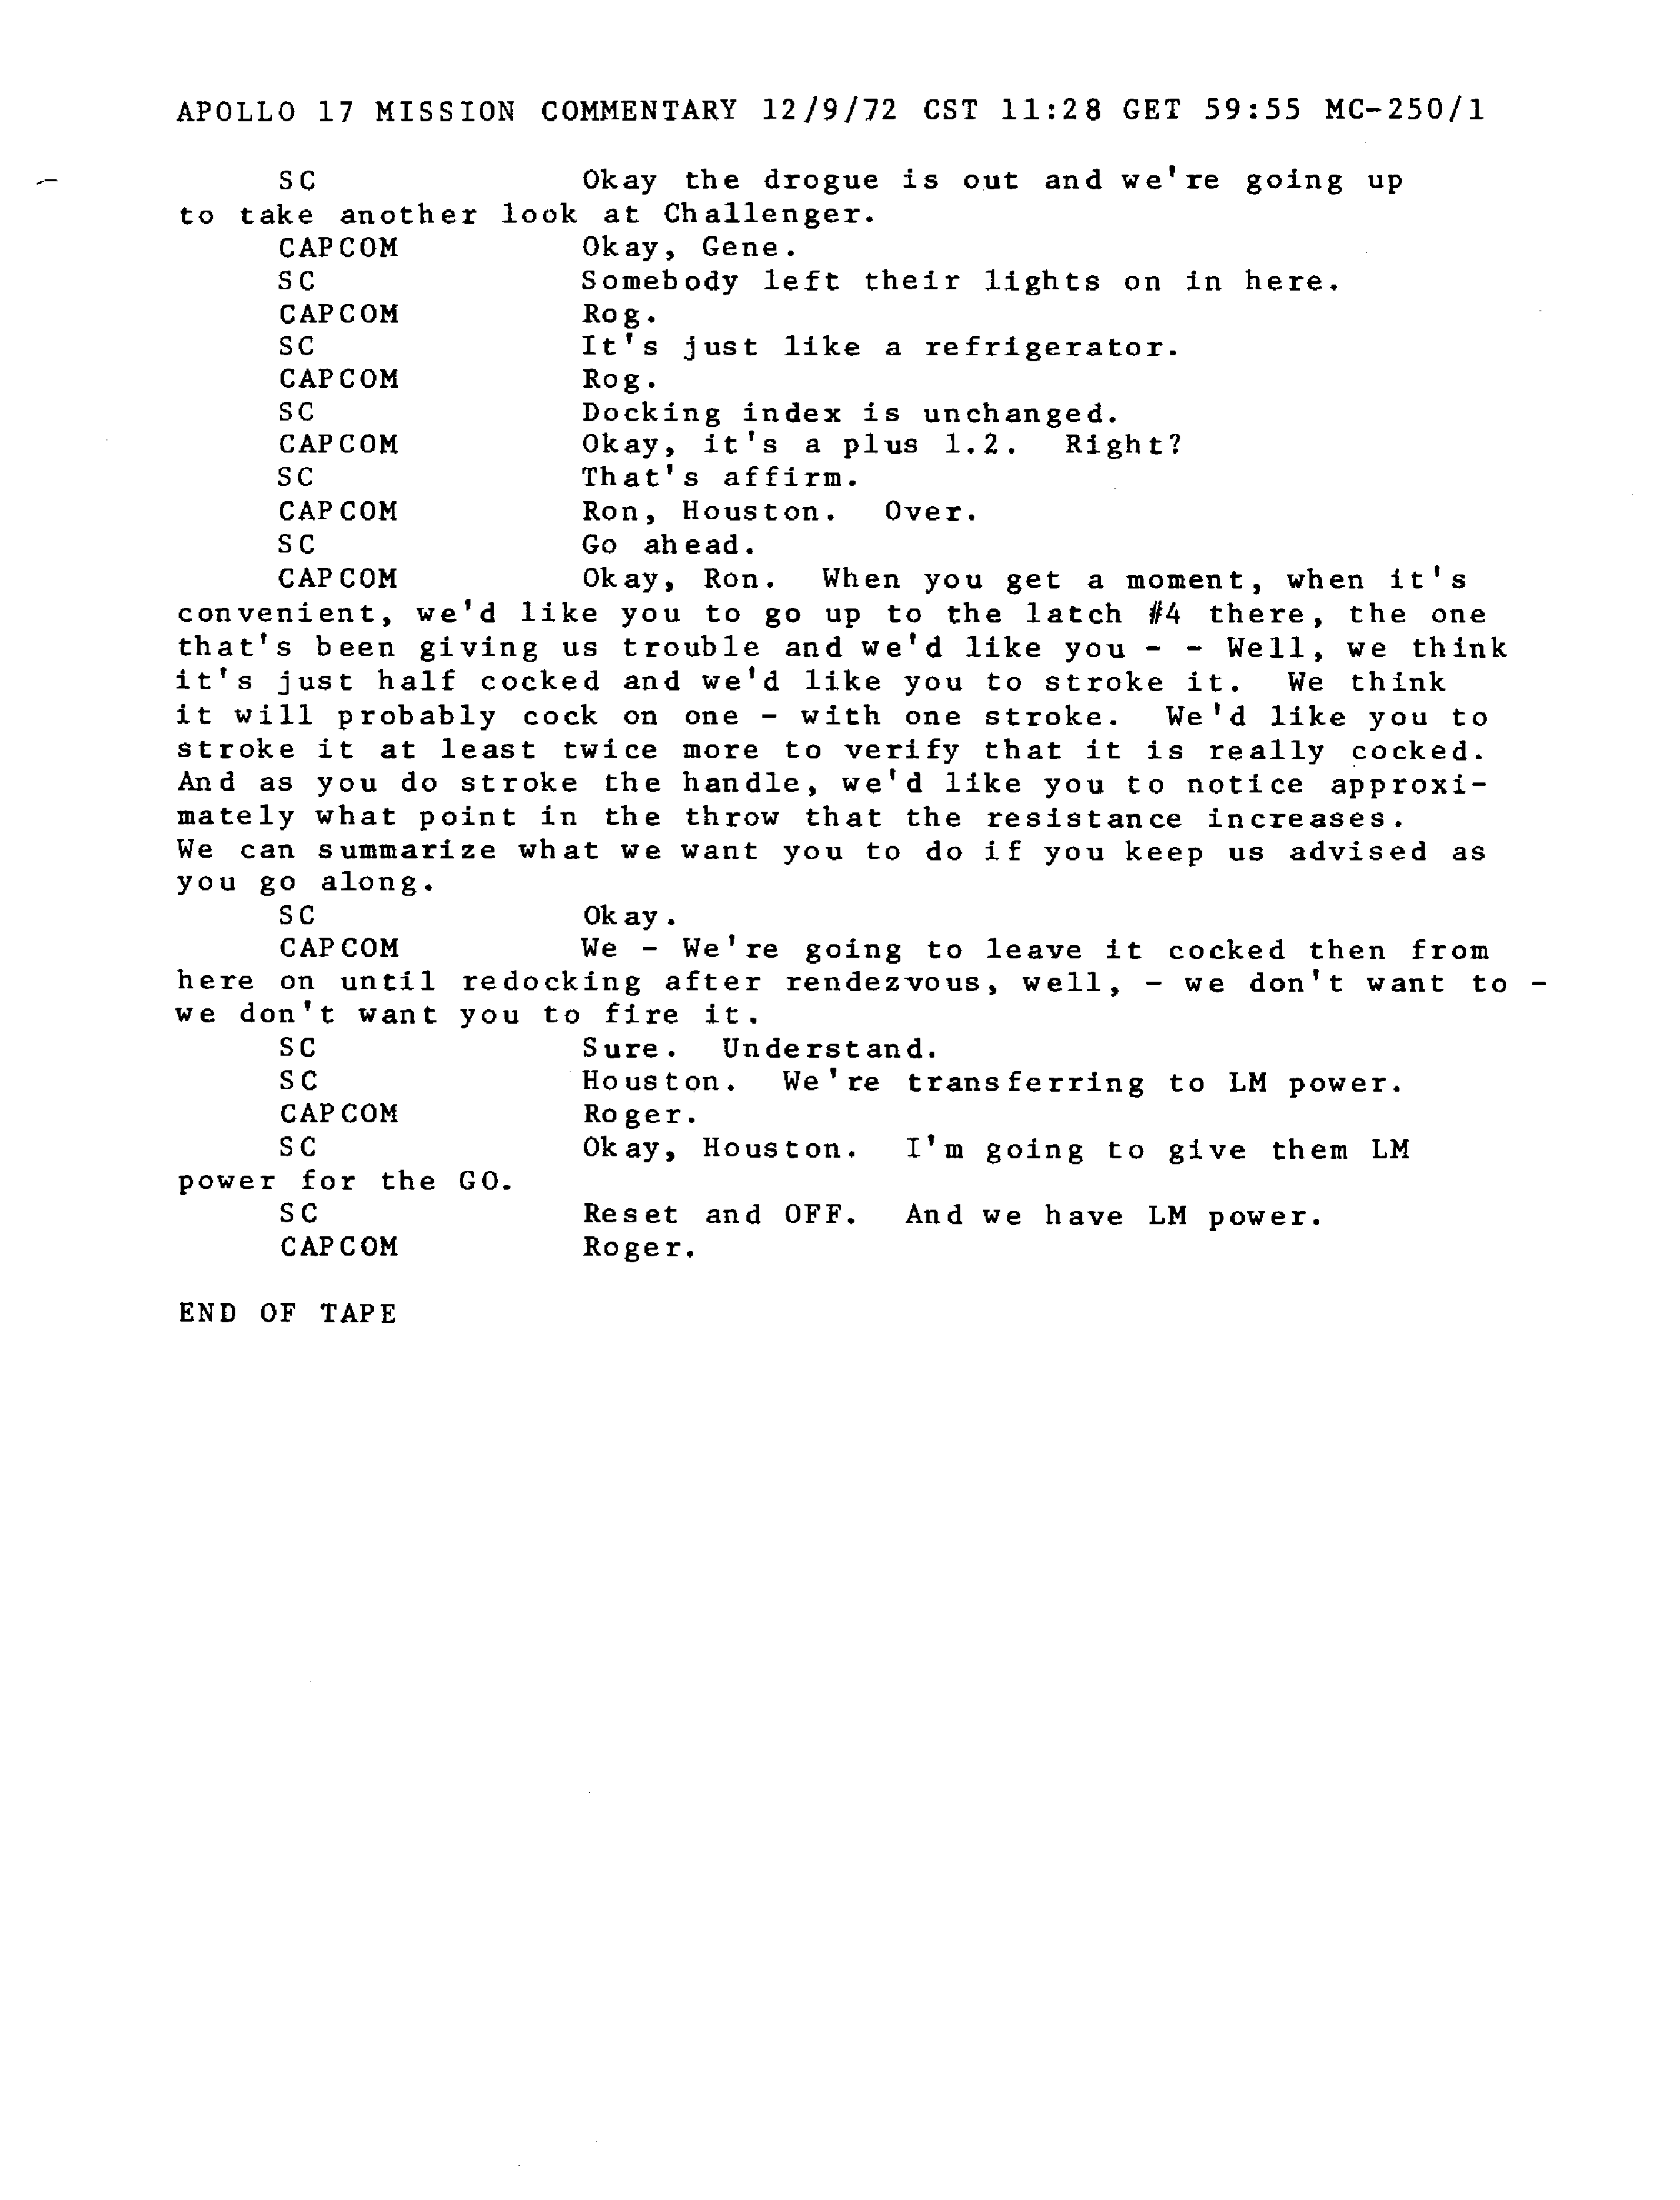 APOLLO 17 MISSION COMMENTARY 12/9/72 CST 11:28 GET 59:55 MC-250/1
SC Okay the drogue is out and we're going up
to take another look at Challenger.
CAPCOM Okay, Gene.
SC Somebody left their lights on in here.
CAPCOM Rog.
SC It's just like a refrigerator.
CAPCOM Rog.
SC Docking index is unchanged.
CAPCOM Okay, it's a plus 1.2. Right?
SC That's affirm.
CAPCOM Ron, Houston. Over.
SC Go ahead.
CAPCOM Okay, Ron. When you get a moment, when it's
convenient, we'd like you to go up to the latch #4 there, the one
that's been giving us trouble and we'd like you - - Well, we think
it's just half cocked and we'd like you to stroke it. We think
it will probably cock on one - with one stroke. We'd like you to
stroke it at least twice more to verify that it is really cocked.
And as you do stroke the handle, we'd like you to notice approxi-
mately what point in the throw that the resistance increases.
We can summarize what we want you to do if you keep us advised as
you go along.
SC Okay.
CAPCOM We - We're going to leave it cocked then from
here on until redocking after rendezvous, well, - we don't want to -
we don't want you to fire it.
SC Sure. Understand.
SC Houston. We're transferring to LM power.
CAPCOM Roger.
SC Okay, Houston. I'm going to give them LM
power for the GO.
SC Reset and OFF. And we have LM power.
CAPCOM Roger.
END OF TAPE